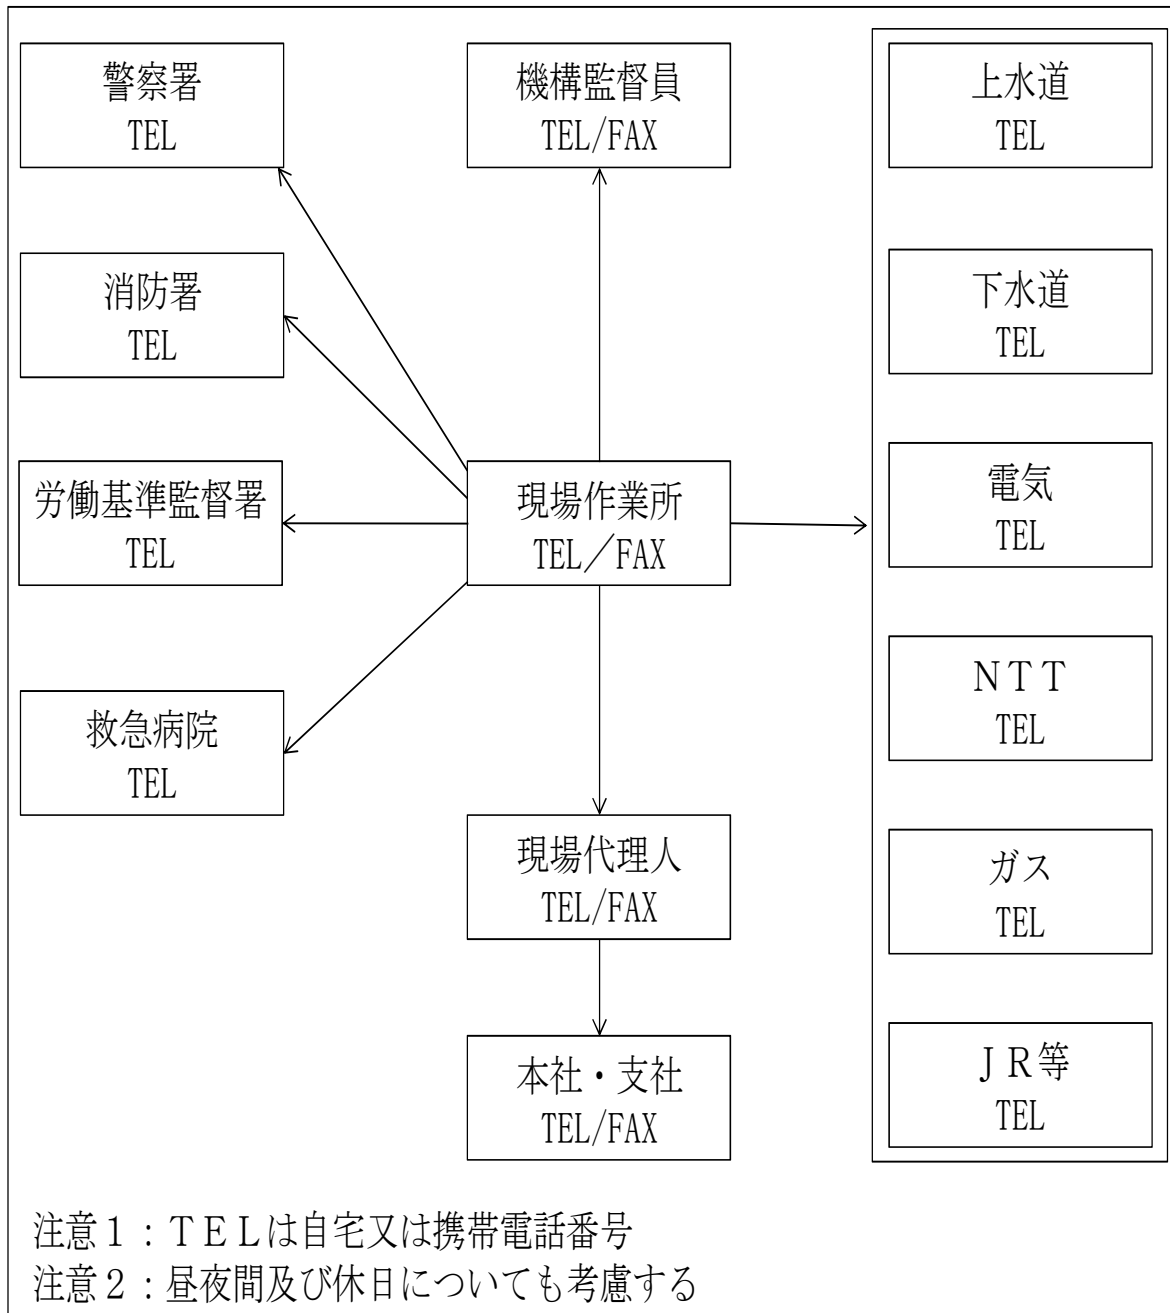 警察署
TEL
機構監督員
TEL/FAX
上水道
TEL
消防署
TEL
下水道
TEL
労働基準監督署
TEL
現場作業所
TEL／FAX
電気
TEL
救急病院
TEL
ＮＴＴ
TEL
現場代理人
TEL/FAX
ガス
TEL
本社・支社
TEL/FAX
ＪＲ等
TEL
注意１：ＴＥＬは自宅又は携帯電話番号
注意２：昼夜間及び休日についても考慮する